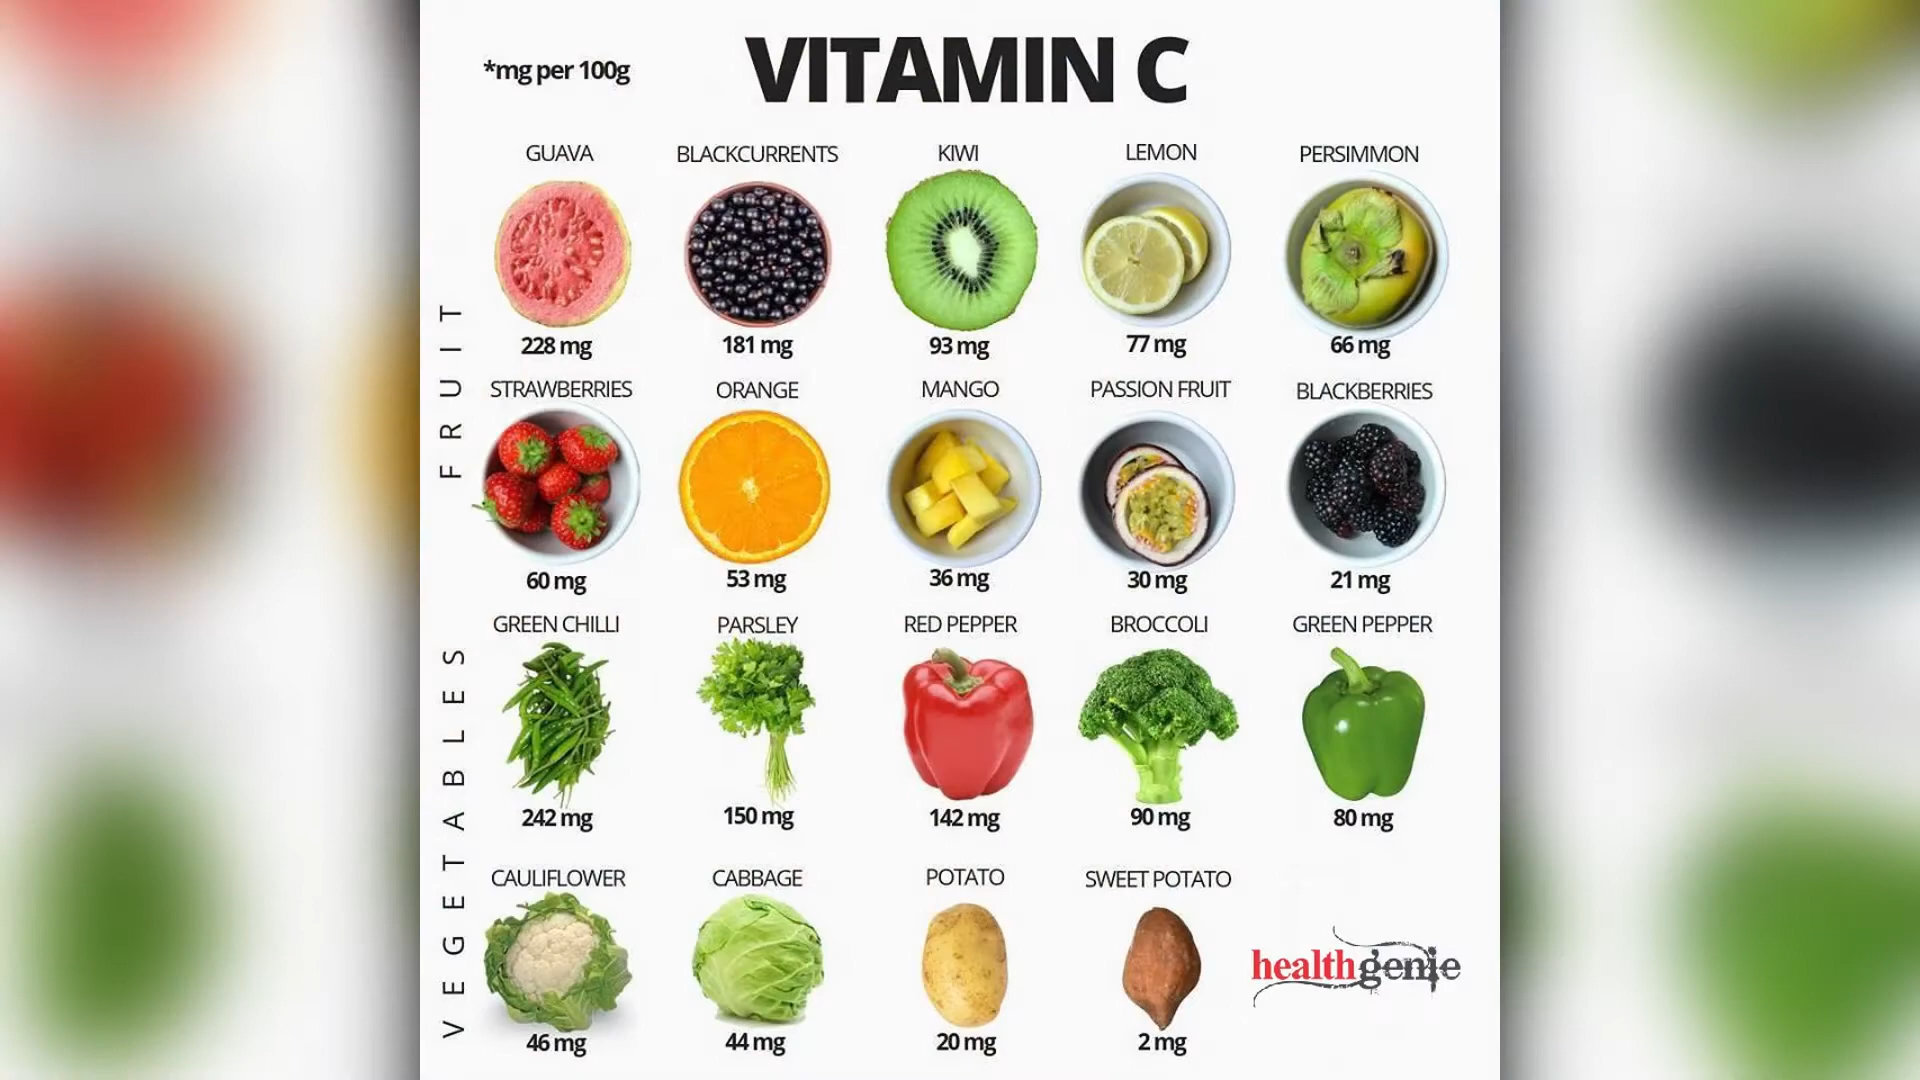 *mg per 100g
VITAMIN C
FRUIT
GUAVA
BLACKCURRENTS
KIWI
LEMON
PERSIMMON
228 mg
181 mg
93 mg
77 mg
66 mg
STRAWBERRIES
ORANGE
MANGO
PASSION FRUIT
BLACKBERRIES
60 mg
53 mg
36 mg
30 mg
21 mg
VEGETABLES
GREEN CHILLI
PARSLEY
RED PEPPER
BROCCOLI
GREEN PEPPER
242 mg
150 mg
142 mg
90 mg
80 mg
CAULIFLOWER
CABBAGE
POTATO
SWEET POTATO
46 mg
44 mg
20 mg
2 mg
healthgenie